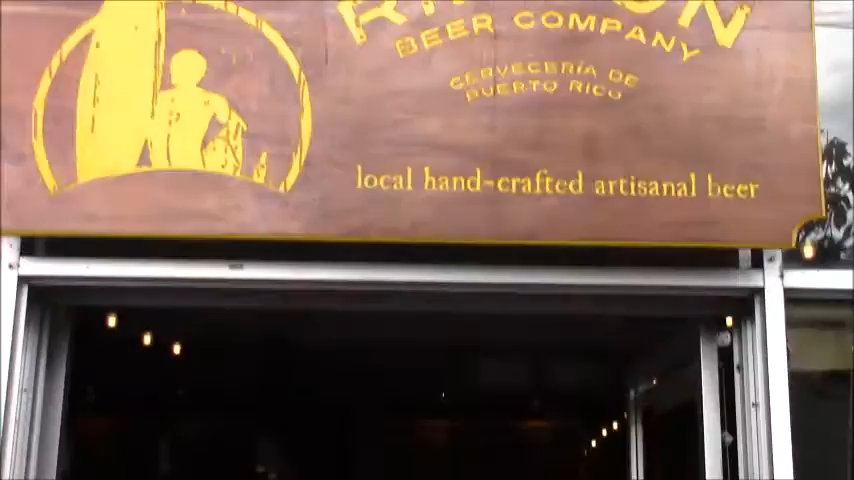 BEER COMPANY
CERVECERÍA DE
PUERTO RICO
local hand-crafted artisanal beer